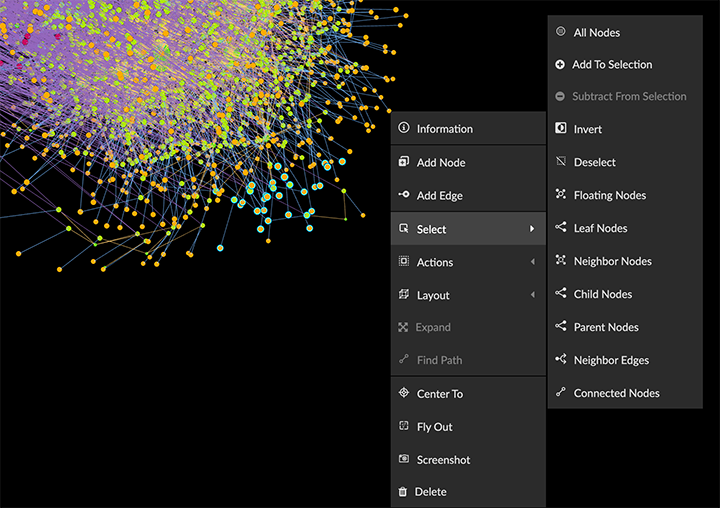 Information
Add Node
Add Edge
Select
Actions
Layout
Expand
Find Path
Center To
Fly Out
Screenshot
Delete
All Nodes
Add To Selection
Subtract From Selection
Invert
Deselect
Floating Nodes
Leaf Nodes
Neighbor Nodes
Child Nodes
Parent Nodes
Neighbor Edges
Connected Nodes